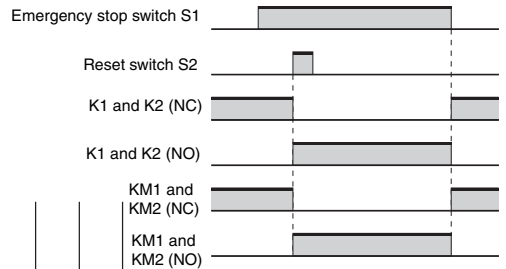 Emergency stop switch S1
Reset switch S2
K1 and K2 (NC)
K1 and K2 (NO)
KM1 and
KM2 (NC)
KM1 and
KM2 (NO)